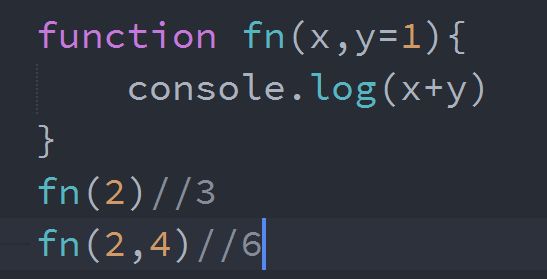 function fn(x,y=1){
    console.log(x+y)
}
fn(2)//3
fn(2,4)//6